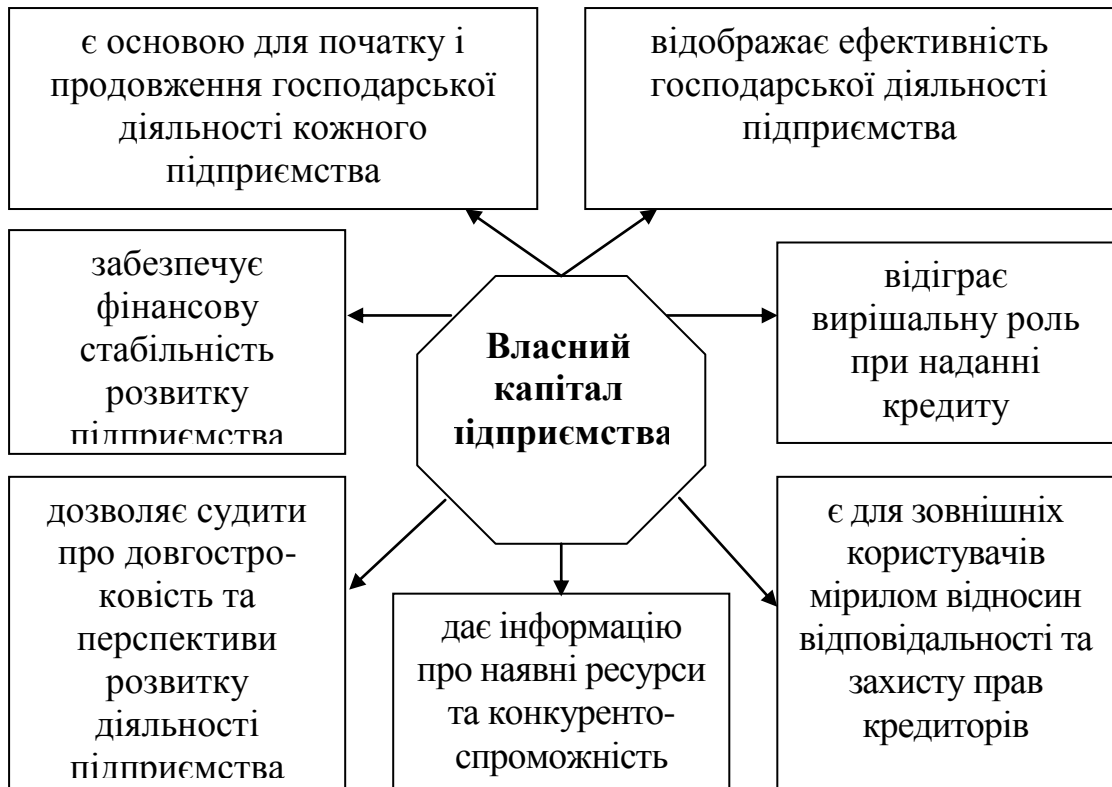 є основою для початку і
продовження господарської
діяльності кожного
підприємства
відображає ефективність
господарської діяльності
підприємства
забезпечує
фінансову
стабільність
розвитку
підприємства
Власний
капітал
підприємства
відіграє
вирішальну роль
при наданні
кредиту
дозволяє судити
про довгостро-
ковість та
перспективи
розвитку
діяльності
підприємства
дає інформацію
про наявні ресурси
та конкуренто-
спроможність
є для зовнішніх
користувачів
мірилом відносин
відповідальності та
захисту прав
кредиторів